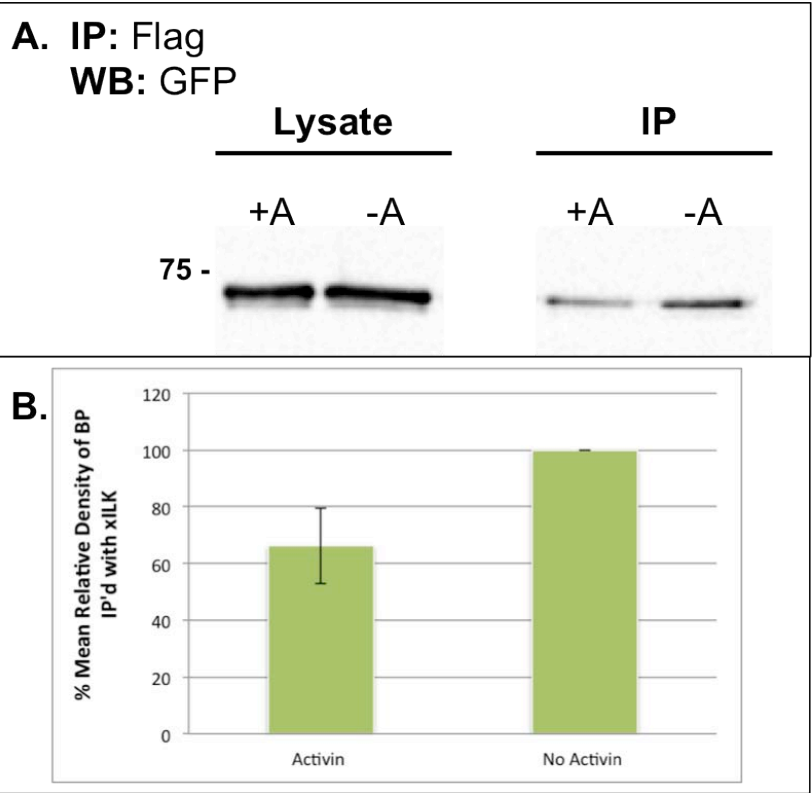 A. IP: Flag
WB: GFP
Lysate IP
+A -A +A -A
75 -
B.
% Mean Relative Density of BP
IP'd with xILK
120
100
80
60
40
20
0
Activin No Activin